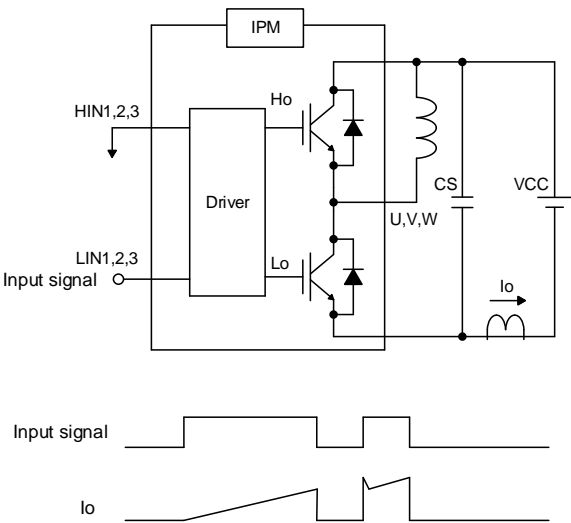 IPM
HIN1,2,3
Ho
Driver
CS
VCC
U,V,W
LIN1,2,3
Lo
Input signal
Io
Input signal
Io